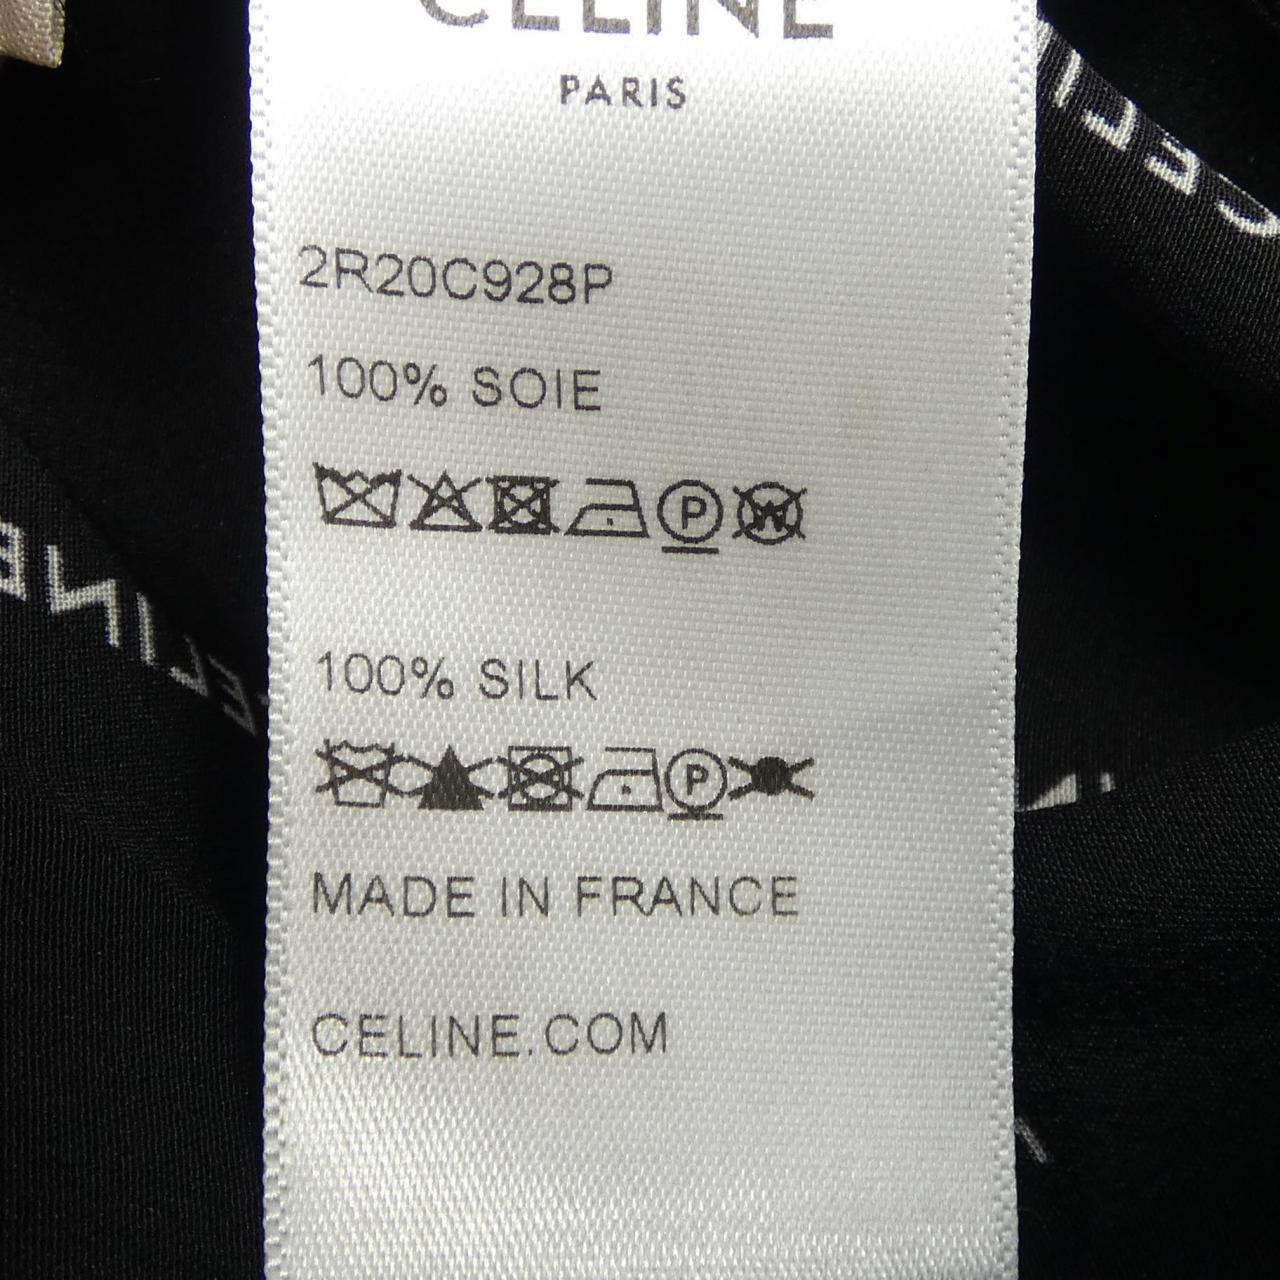 CELINE
PARIS
2R20C928P
100% SOIE
P W
100% SILK
P
MADE IN FRANCE
CELINE.COM